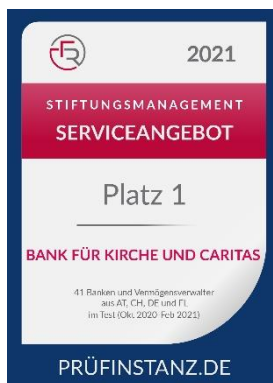 FR
2021
STIFTUNGSMANAGEMENT
SERVICEANGEBOT
Platz 1
BANK FÜR KIRCHE UND CARITAS
41 Banken und Vermögensverwalter
aus AT, CH, DE und FL
im Test (Okt 2020-Feb 2021)
PRÜFINSTANZ.DE